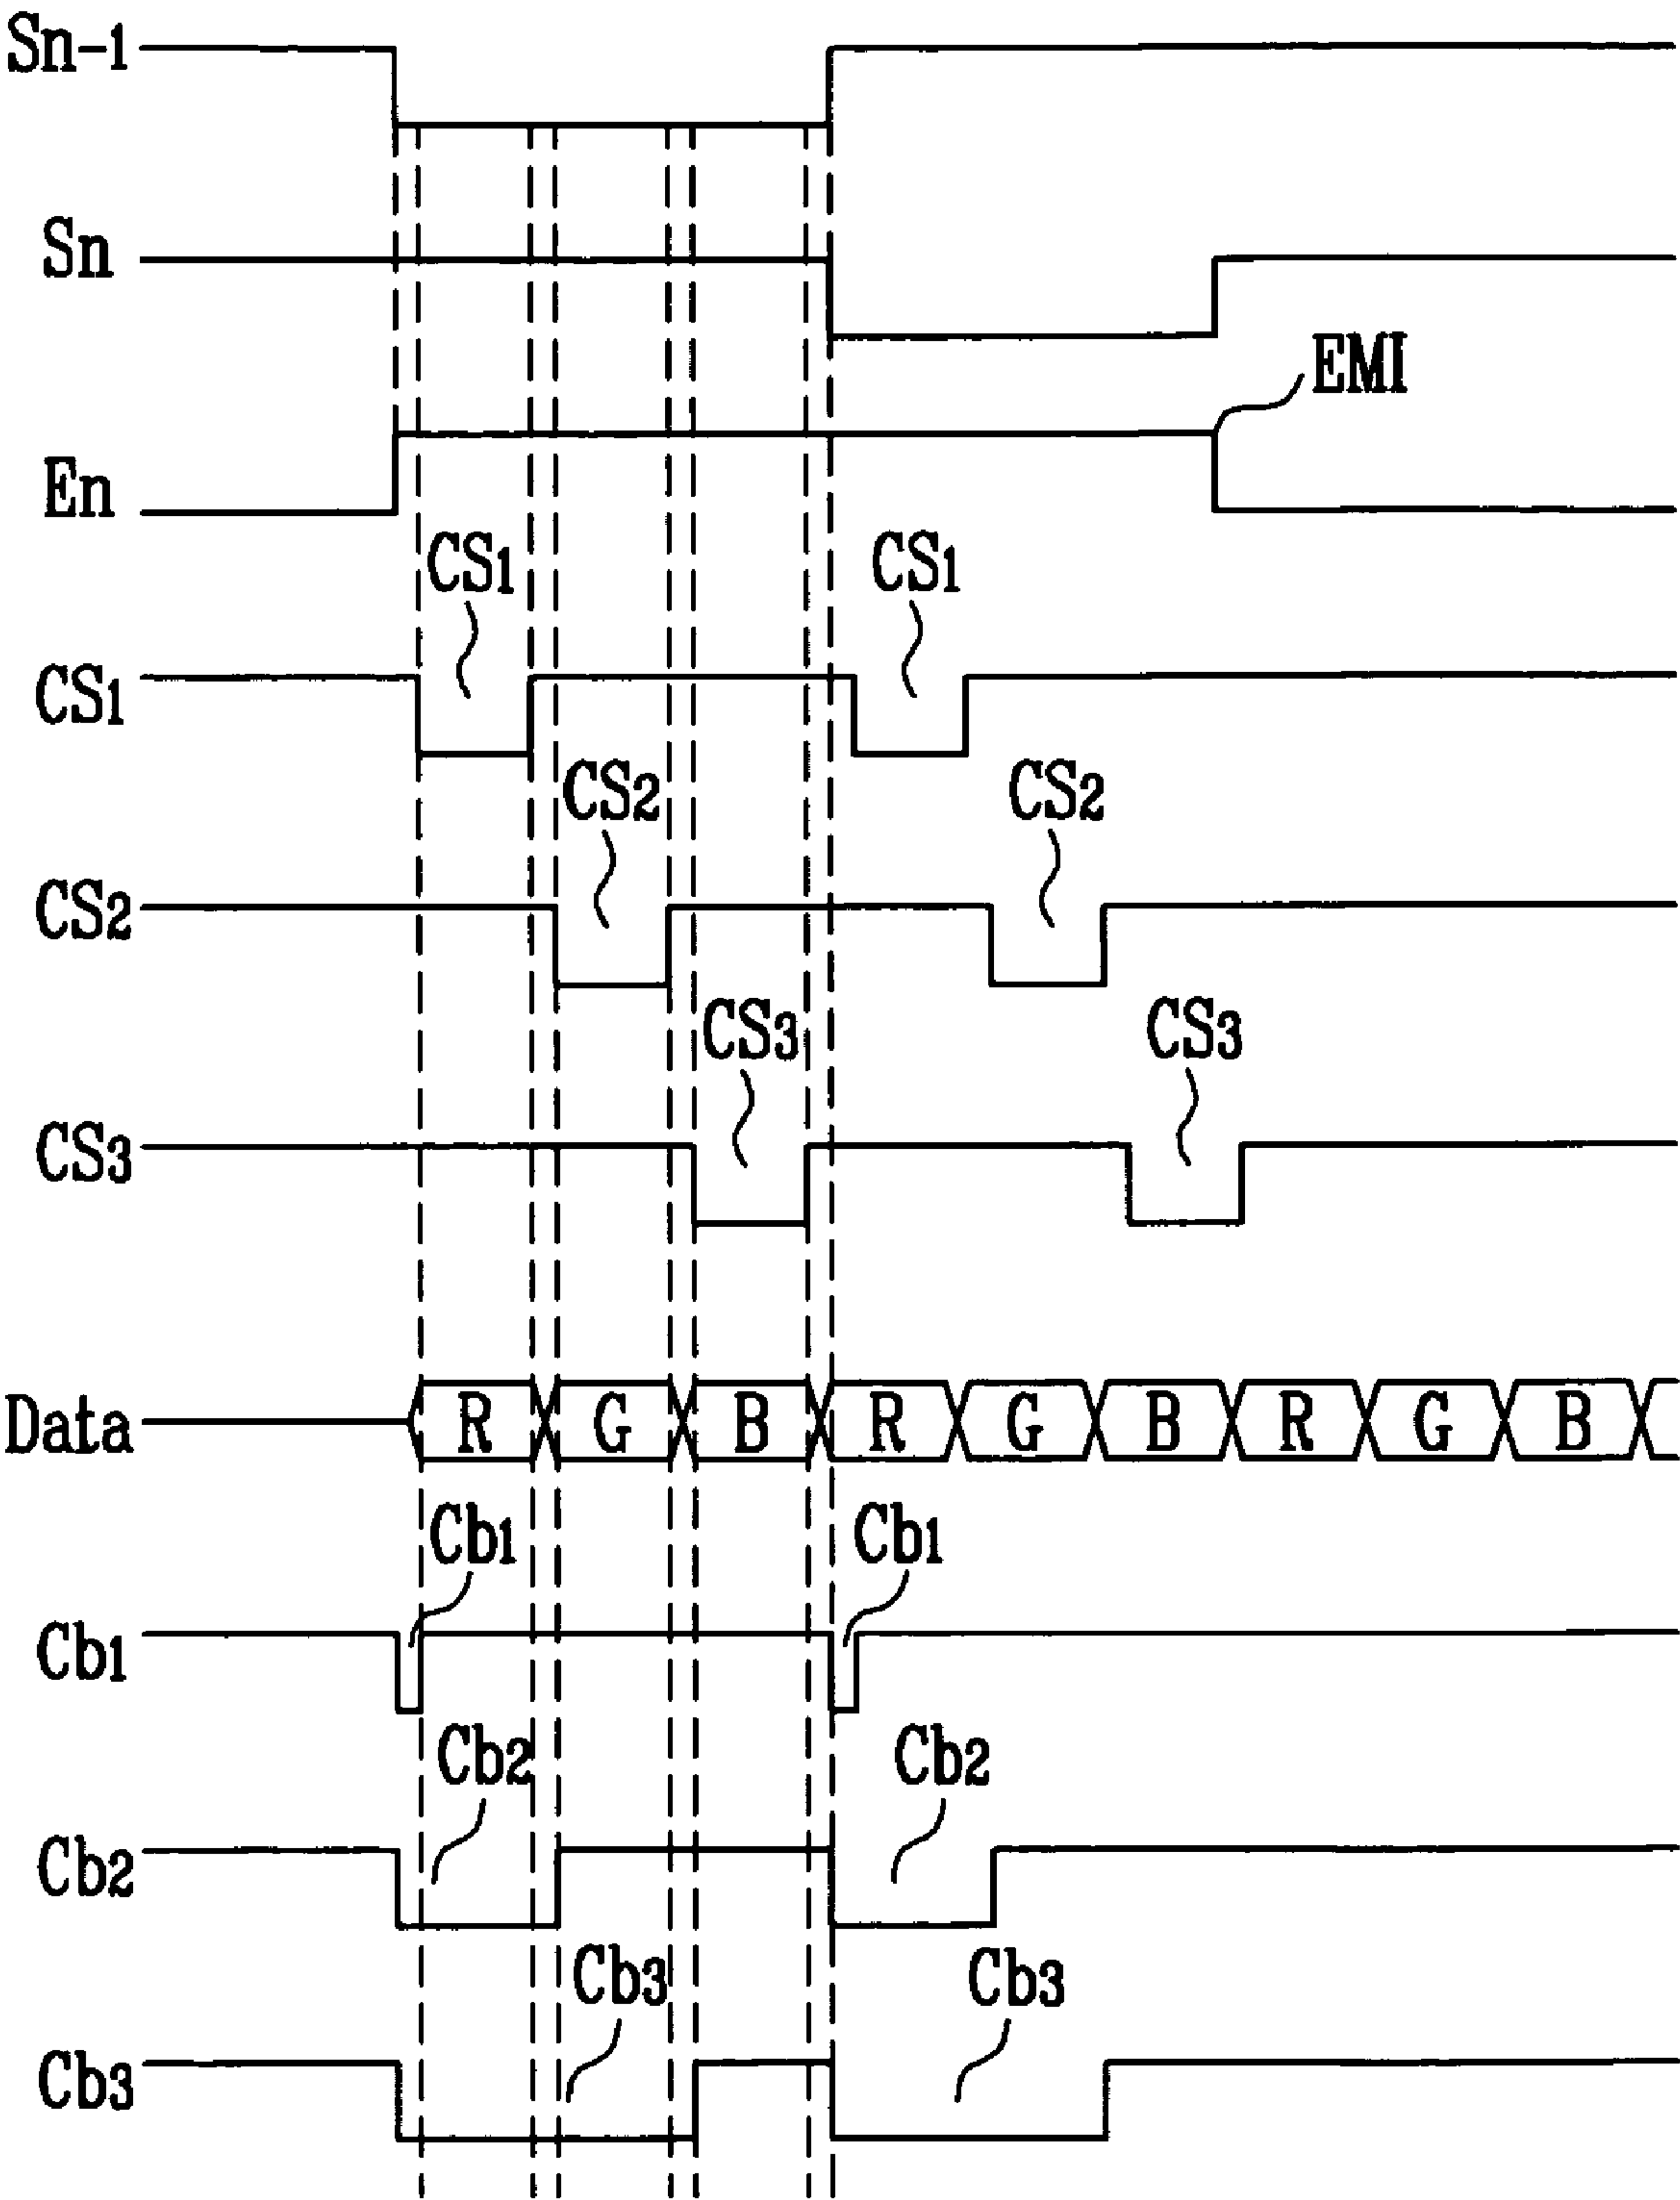 Sn-1
Sn
EMI
En
CS1 CS1
CS1
CS2 CS2
CS2
CS3 CS3
CS3
Data R G B R G B R G B
Cb1 Cb1
Cb1
Cb2 Cb2
Cb2
Cb3 Cb3
Cb3